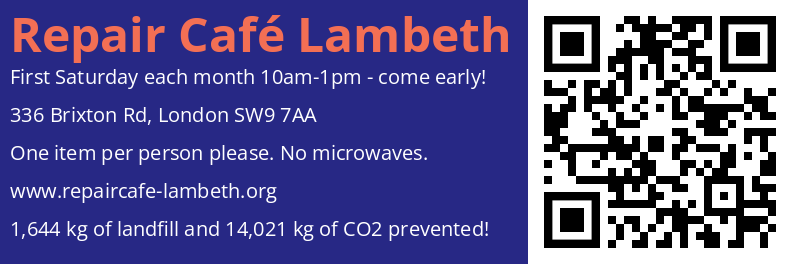 Repair Café Lambeth
First Saturday each month 10am-1pm - come early!
336 Brixton Rd, London SW9 7AA
One item per person please. No microwaves.
www.repaircafe-lambeth.org
1,644 kg of landfill and 14,021 kg of CO2 prevented!